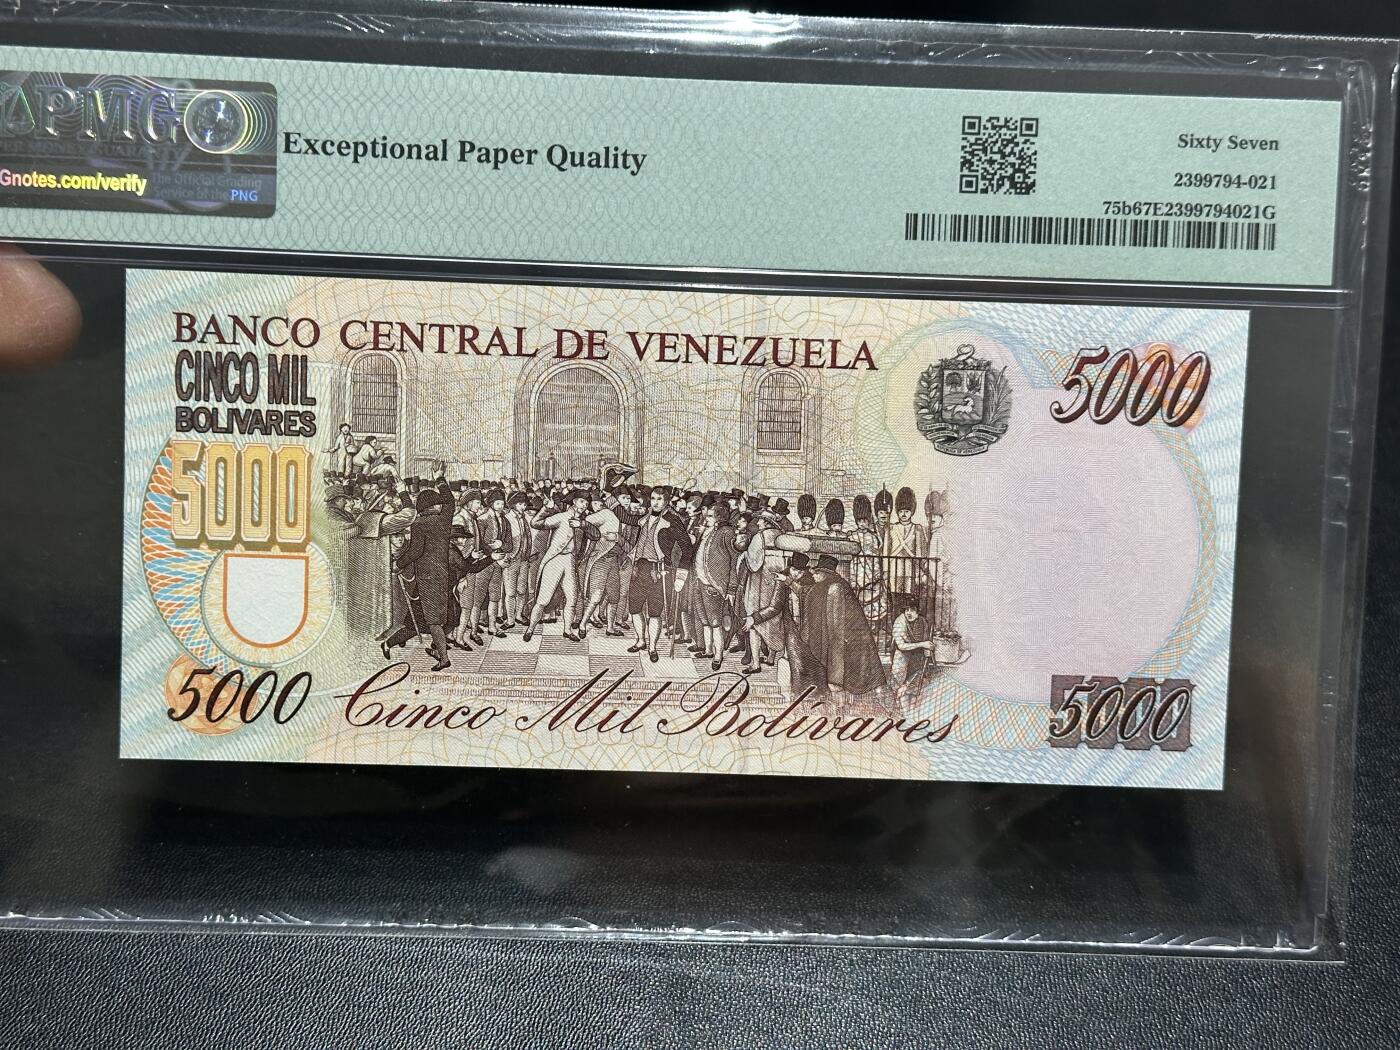 PMG
Gnotes.com/verify
The Official Grading
Service of the PNG
Exceptional Paper Quality
Sixty Seven
2399794-021
75b67E2399794021G
BANCO CENTRAL DE VENEZUELA
CINCO MIL
BOLIVARES
5000
5000
5000
Cinco Mil Bolívares
5000